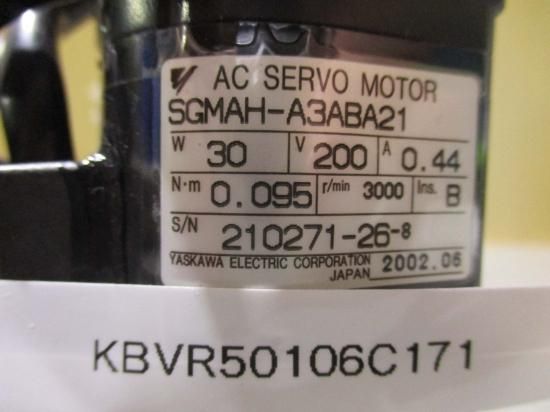 AC SERVO MOTOR
SGMAH-A3ABA21
W 30 V 200 A 0.44
N·m 0.095 r/min 3000 Ins. B
S/N 210271-26-8
YASKAWA ELECTRIC CORPORATION 2002.06
JAPAN
KBVR50106C171